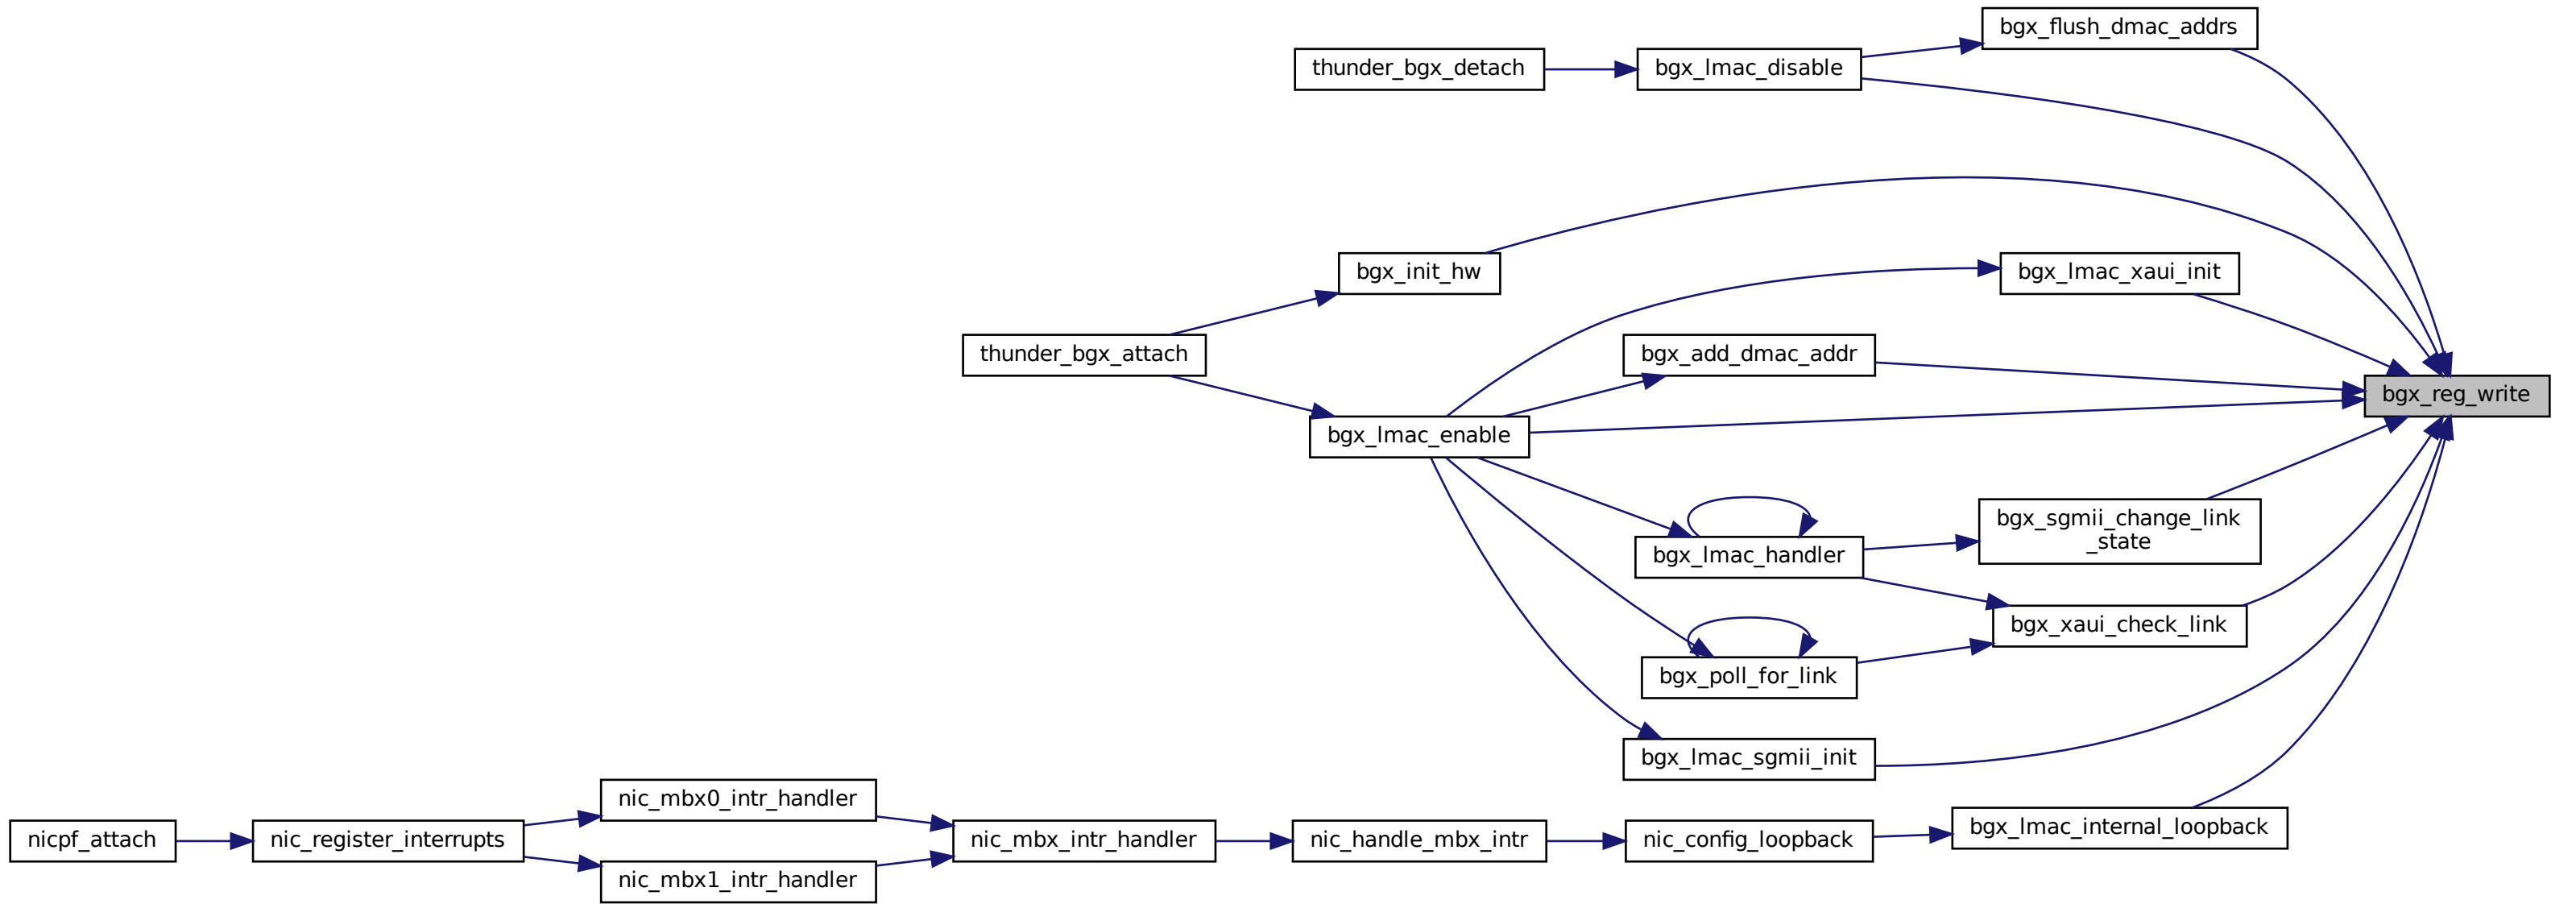 bgx_flush_dmac_addrs
thunder_bgx_detach
bgx_lmac_disable
bgx_init_hw
bgx_lmac_xaui_init
thunder_bgx_attach
bgx_add_dmac_addr
bgx_reg_write
bgx_lmac_enable
bgx_sgmii_change_link
_state
bgx_lmac_handler
bgx_xaui_check_link
bgx_poll_for_link
bgx_lmac_sgmii_init
nic_mbx0_intr_handler
bgx_lmac_internal_loopback
nicpf_attach
nic_register_interrupts
nic_mbx_intr_handler
nic_handle_mbx_intr
nic_config_loopback
nic_mbx1_intr_handler